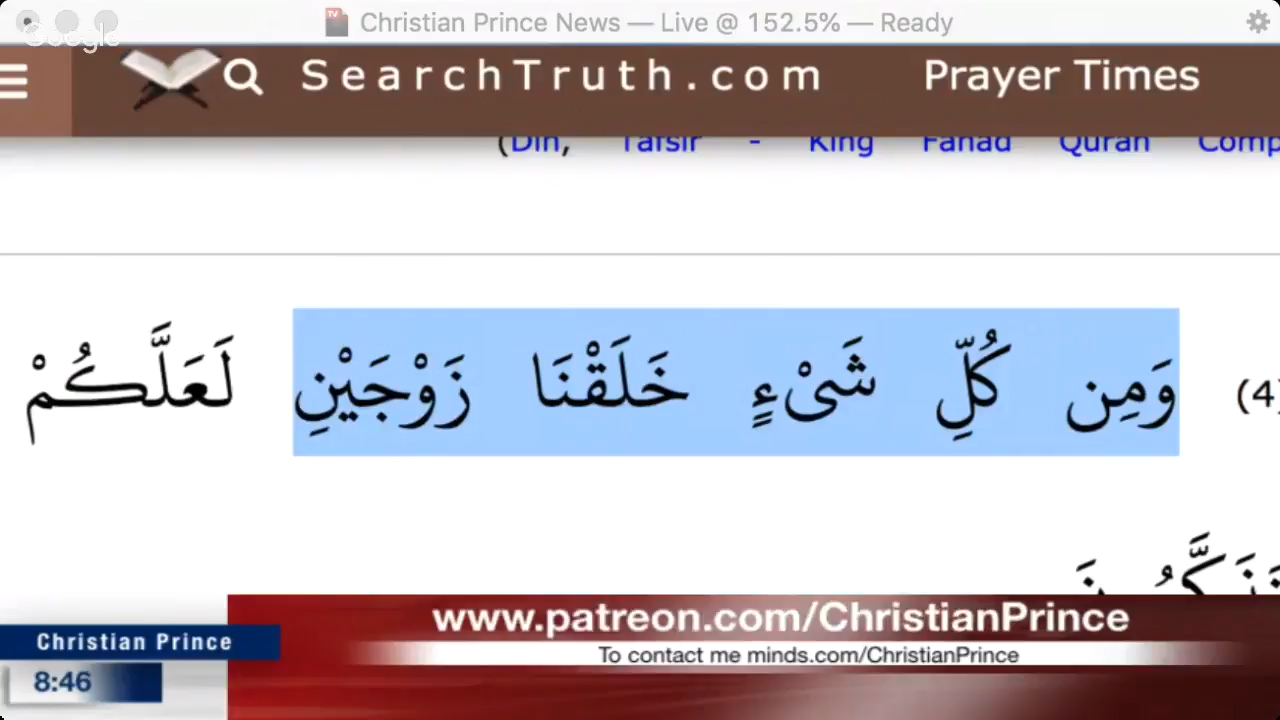 Christian Prince News — Live @ 152.5% — Ready
Google
SearchTruth.com Prayer Times
(Din, Tafsir - King Fahad Quran
(4) وَمِن كُلِّ شَىْءٍ خَلَقْنَا زَوْجَيْنِ لَعَلَّكُمْ
www.patreon.com/ChristianPrince
To contact me minds.com/ChristianPrince
Christian Prince
8:46